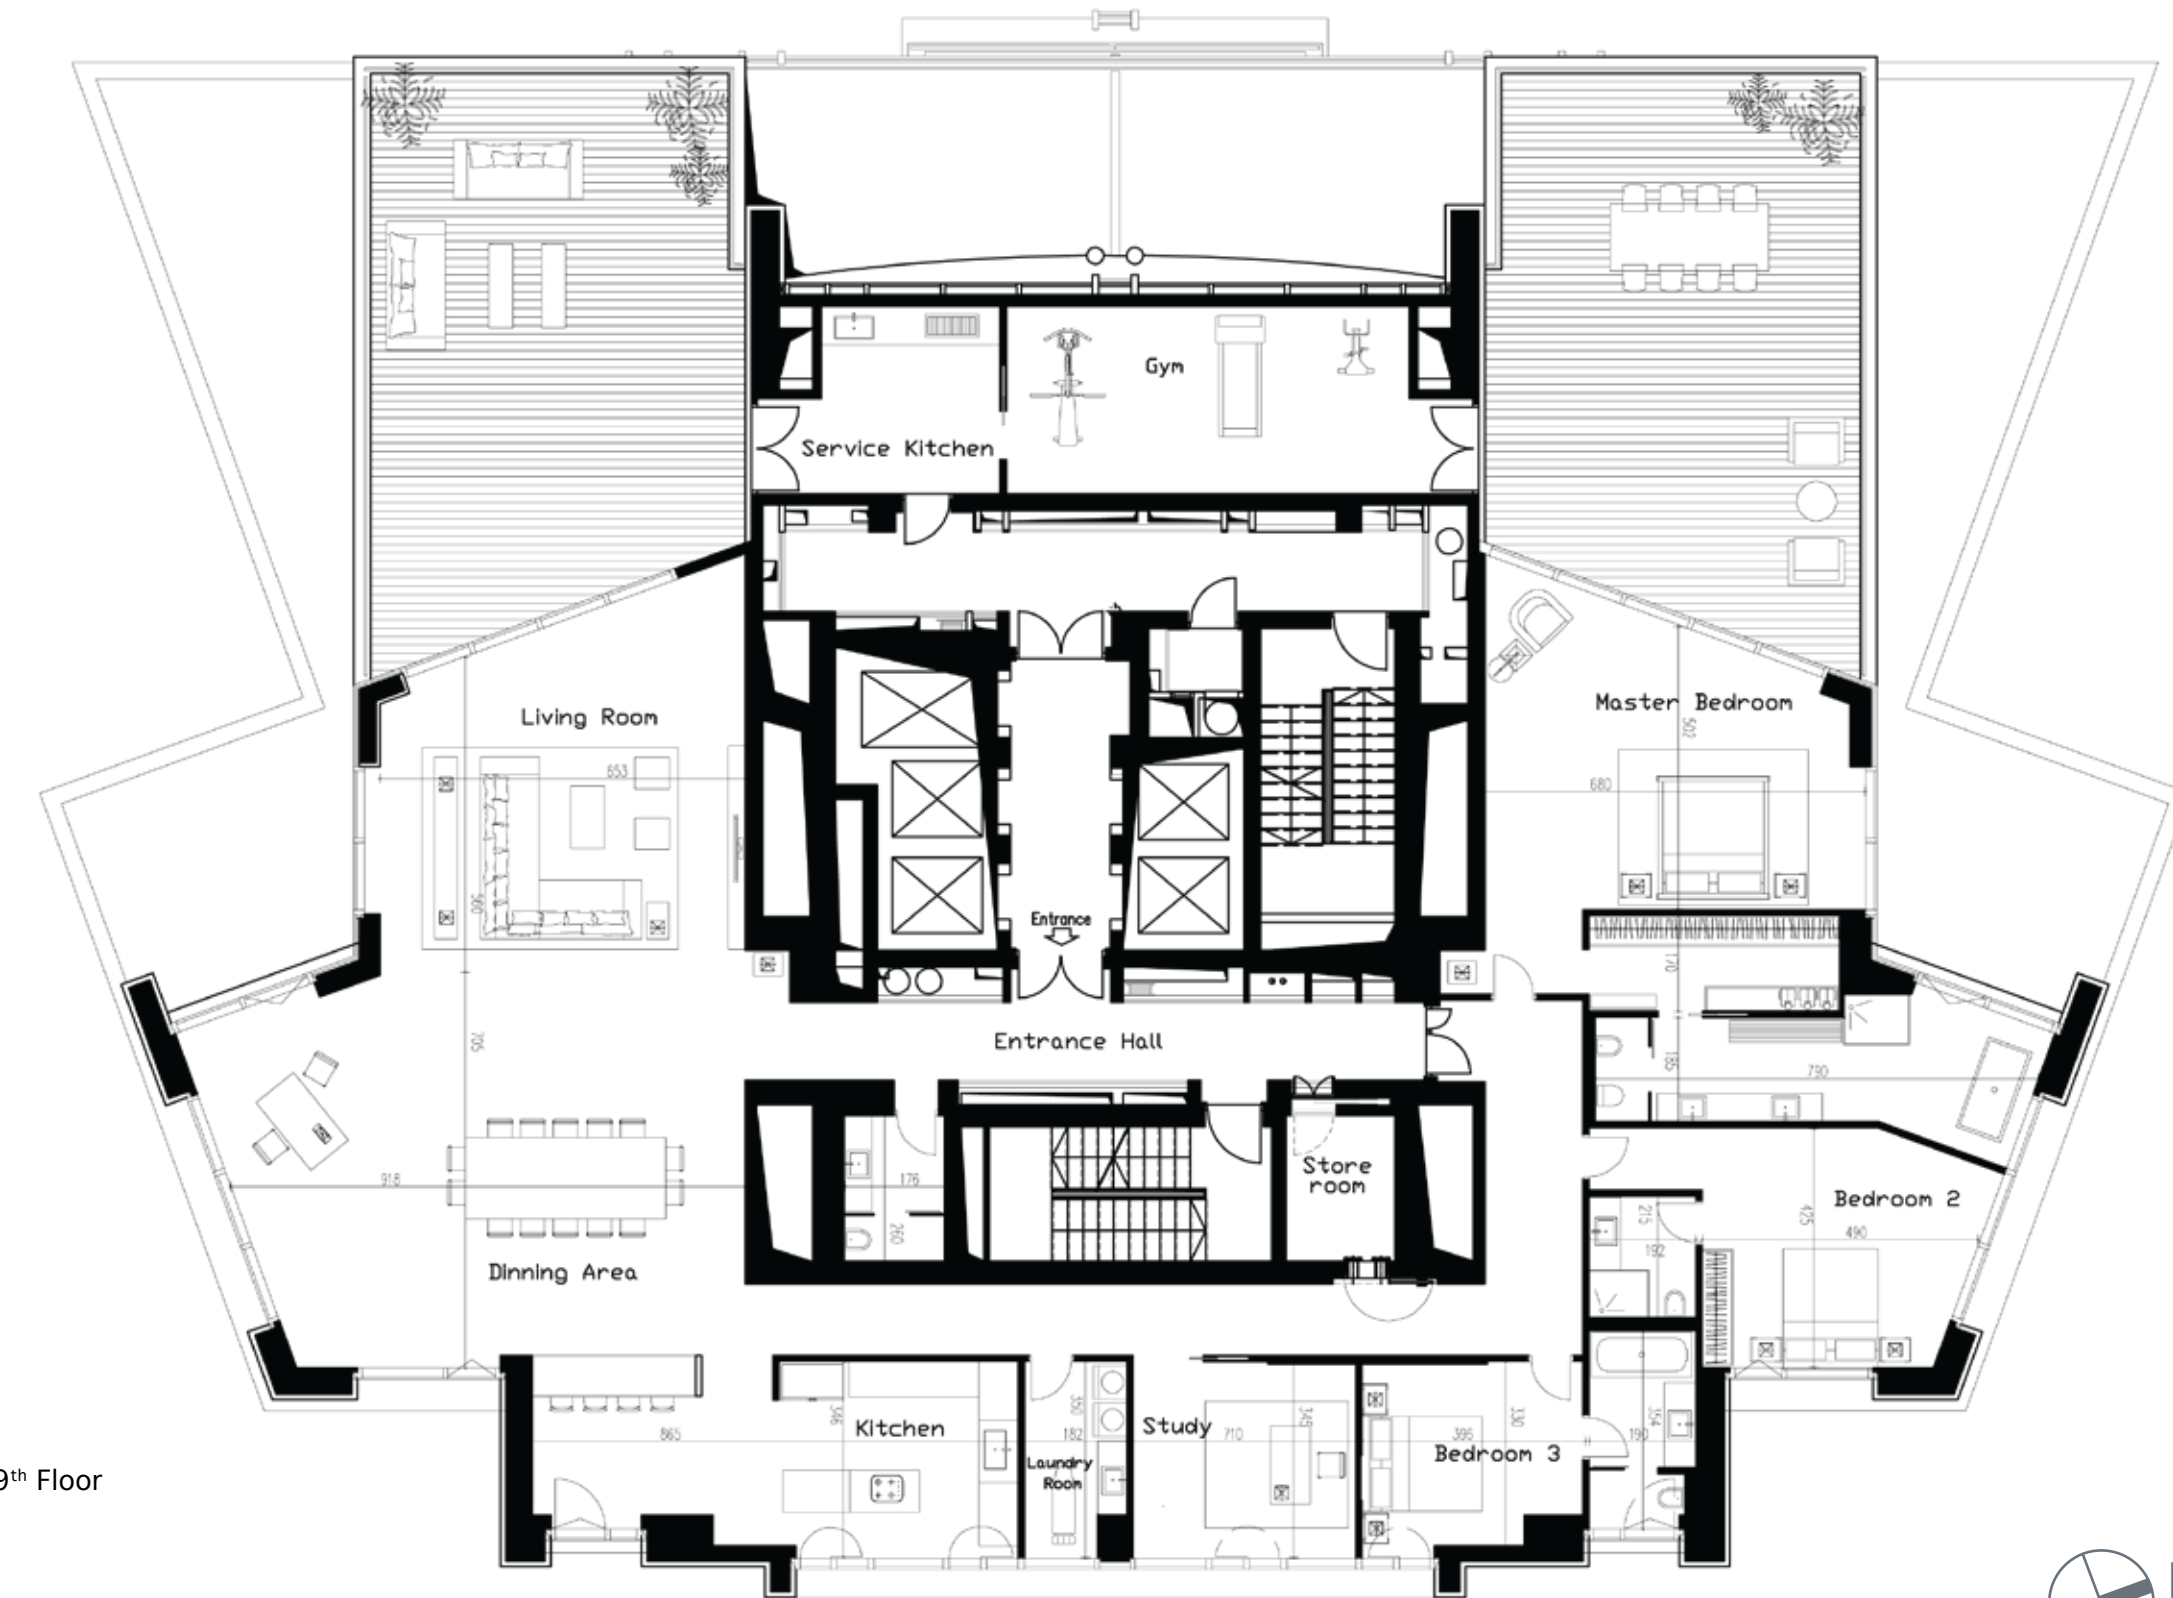 Gym
Service Kitchen
Living Room
Master Bedroom
502
653
680
560
Entrance
170
Entrance Hall
705
185
790
Store
room
918
176
260
Bedroom 2
425
490
215
192
Dinning Area
Kitchen
346
865
350
182
Study
345
710
330
395
Bedroom 3
354
190
Laundry
Room
9th Floor